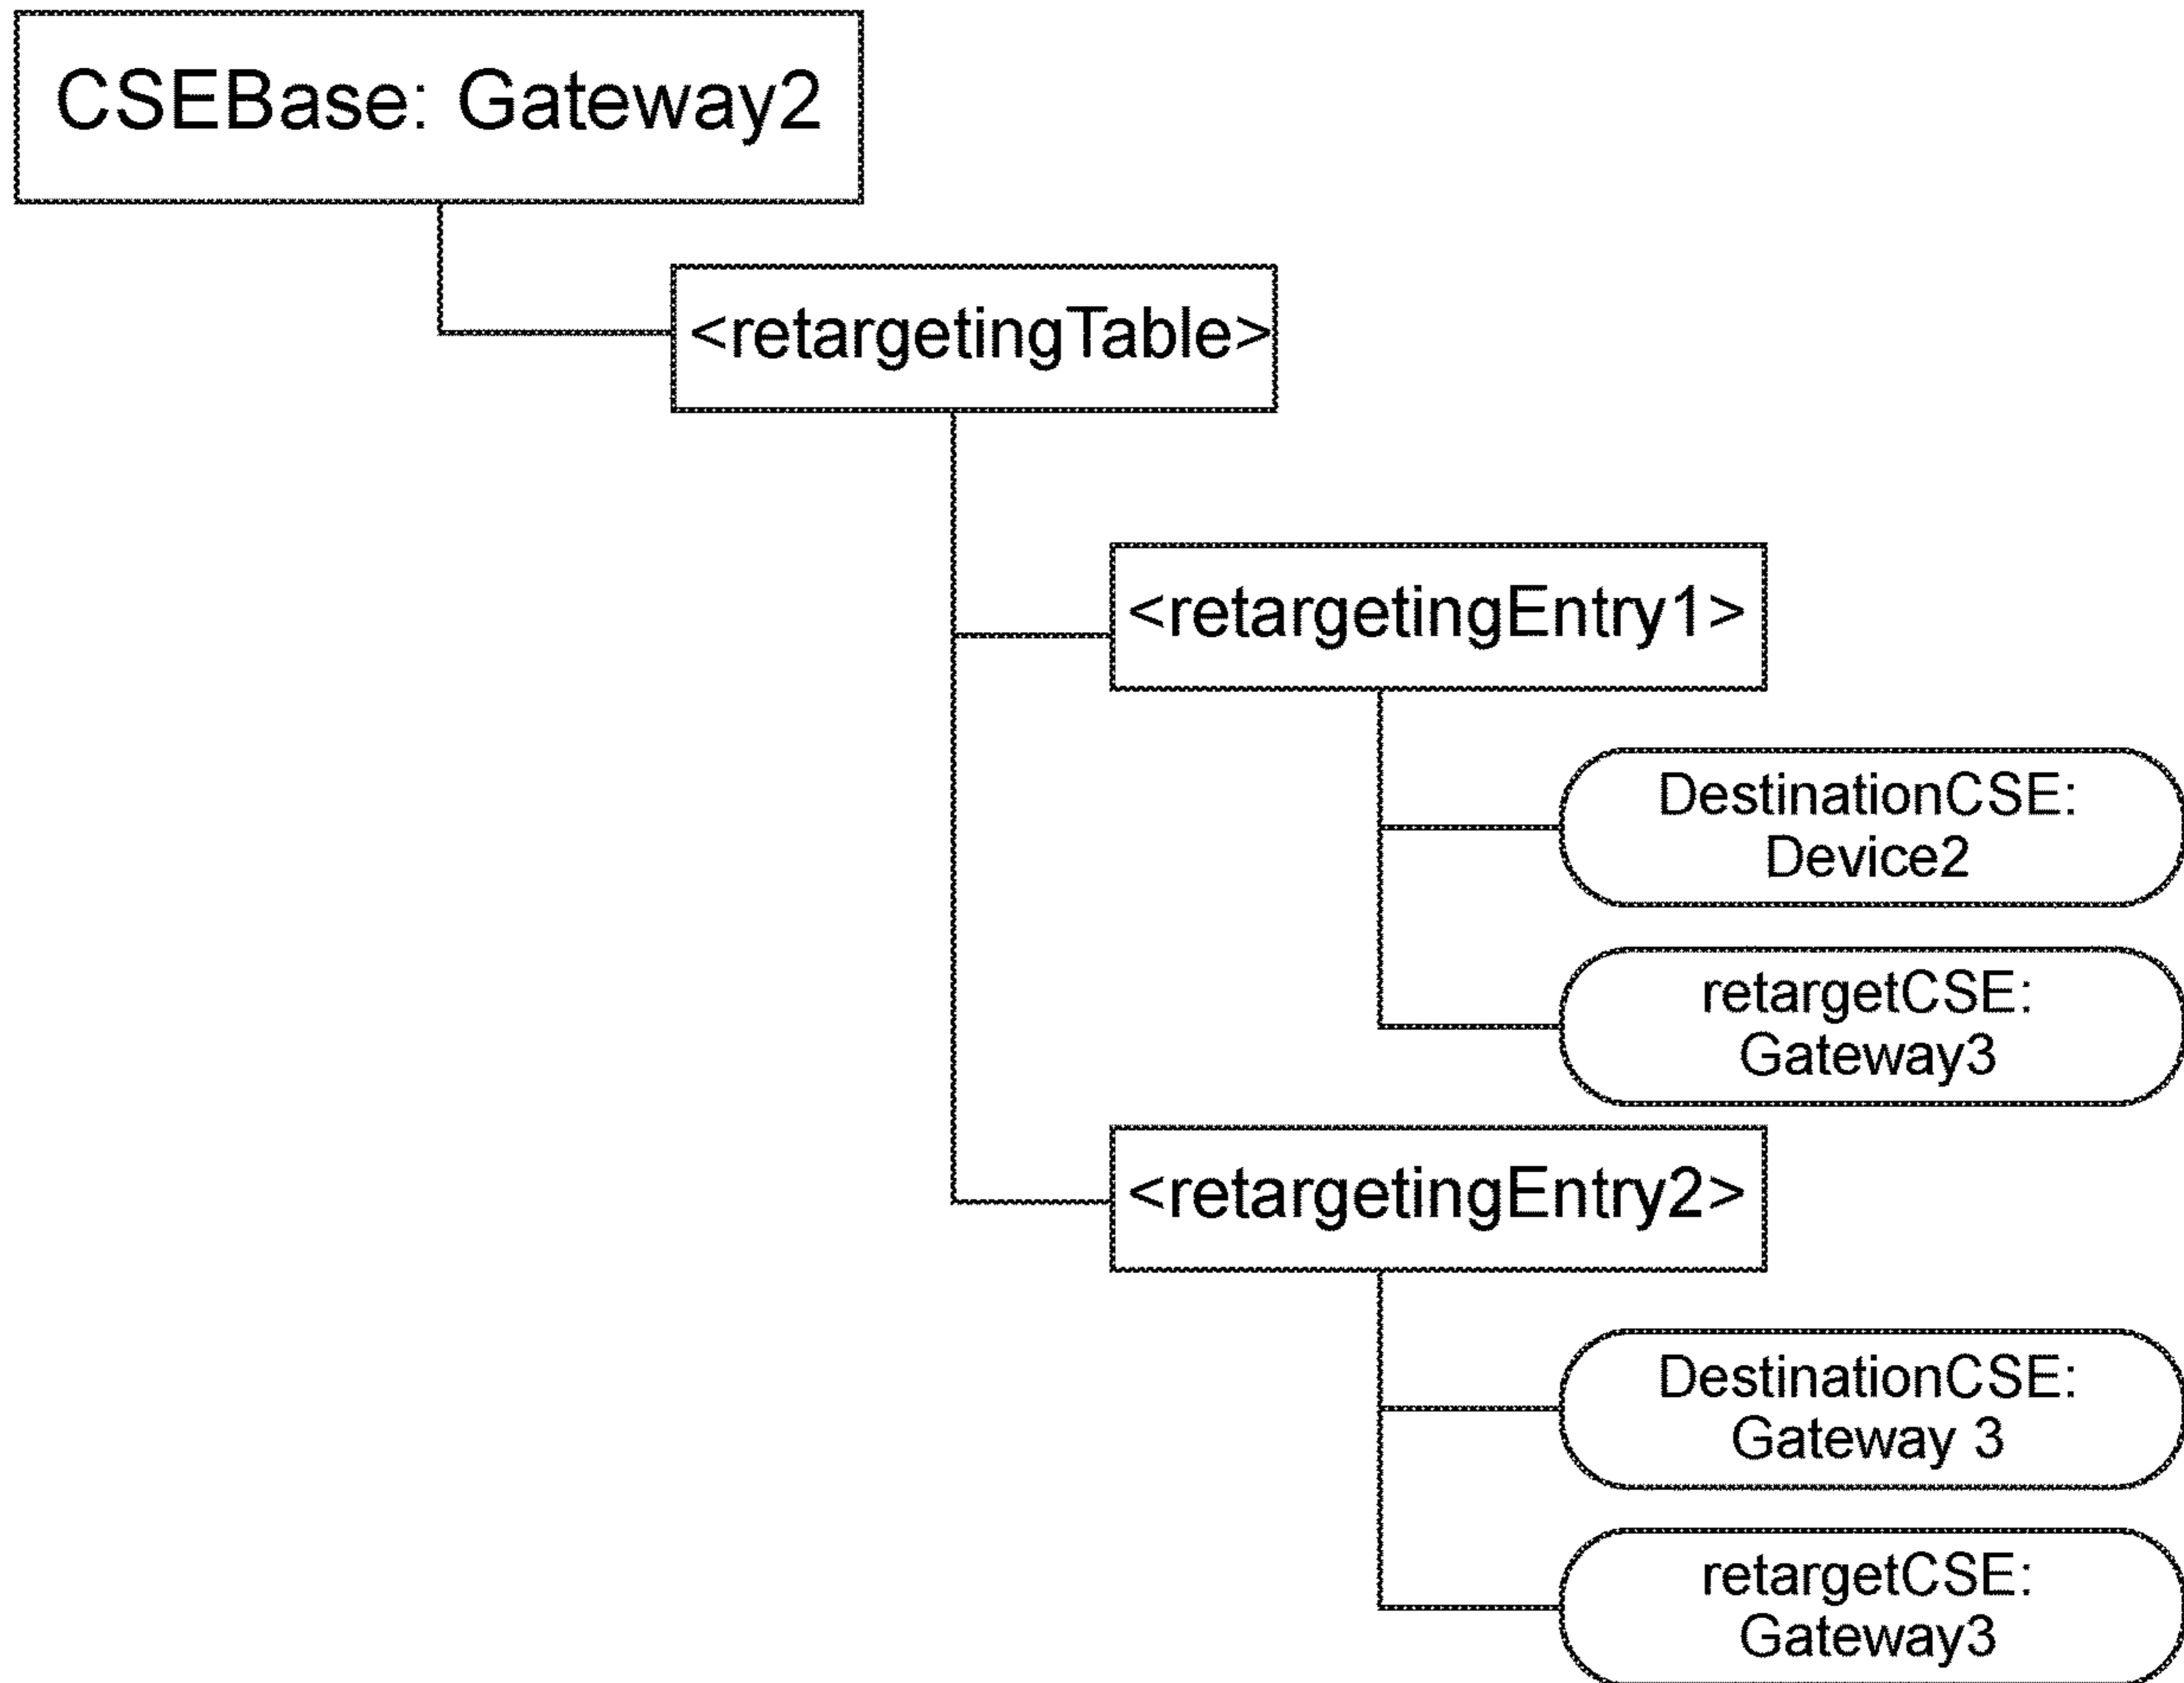 CSEBase: Gateway2
<retargetingTable>
<retargetingEntry1>
DestinationCSE:
Device2
retargetCSE:
Gateway3
<retargetingEntry2>
DestinationCSE:
Gateway 3
retargetCSE:
Gateway3